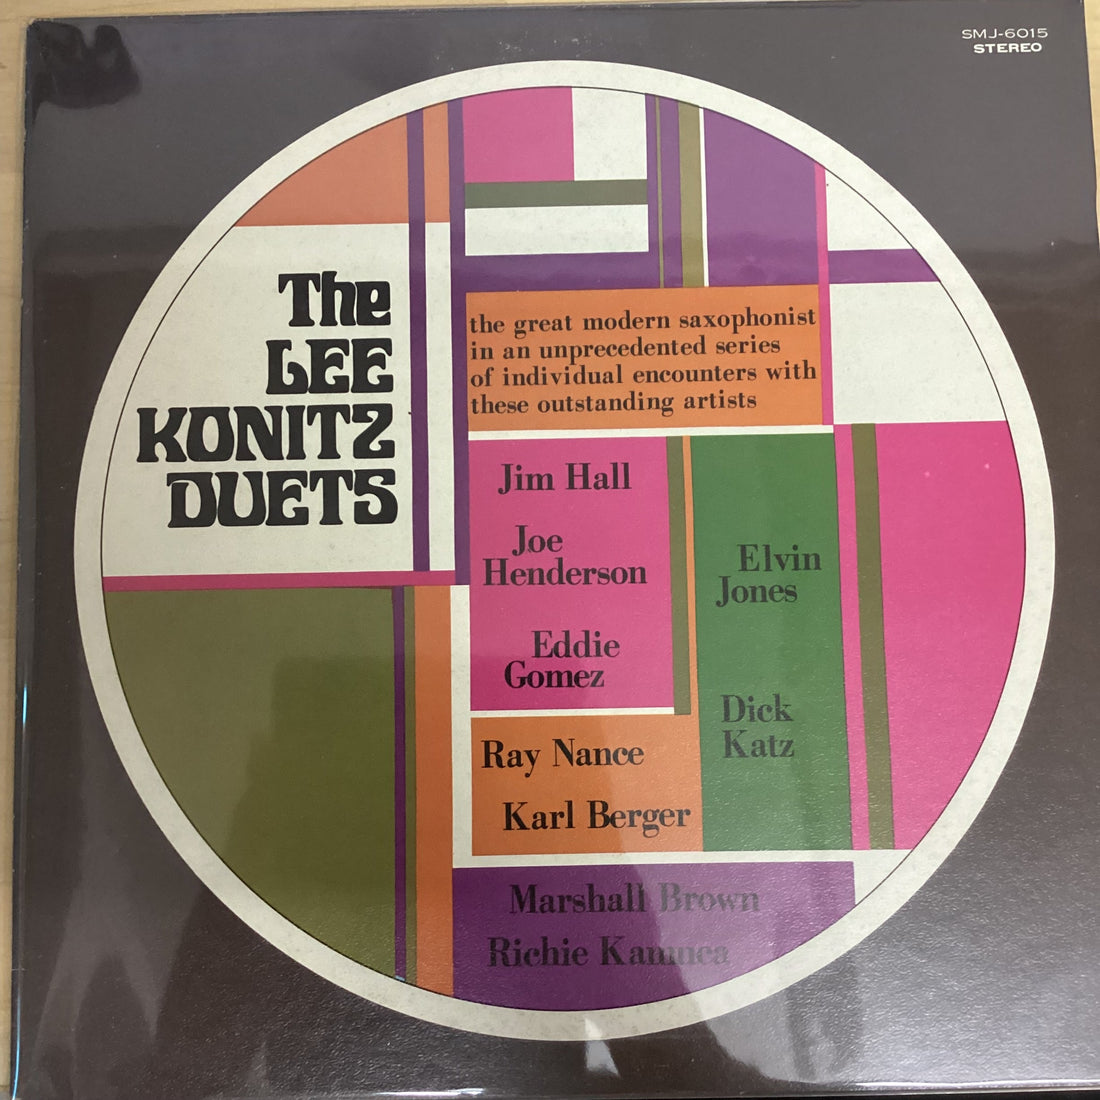 SMJ-6015
STEREO
The
LEE
KONITZ
DUETS
the great modern saxophonist
in an unprecedented series
of individual encounters with
these outstanding artists
Jim Hall
Joe
Henderson
Eddie
Gomez
Elvin
Jones
Dick
Katz
Ray Nance
Karl Berger
Marshall Brown
Richie Kamuca